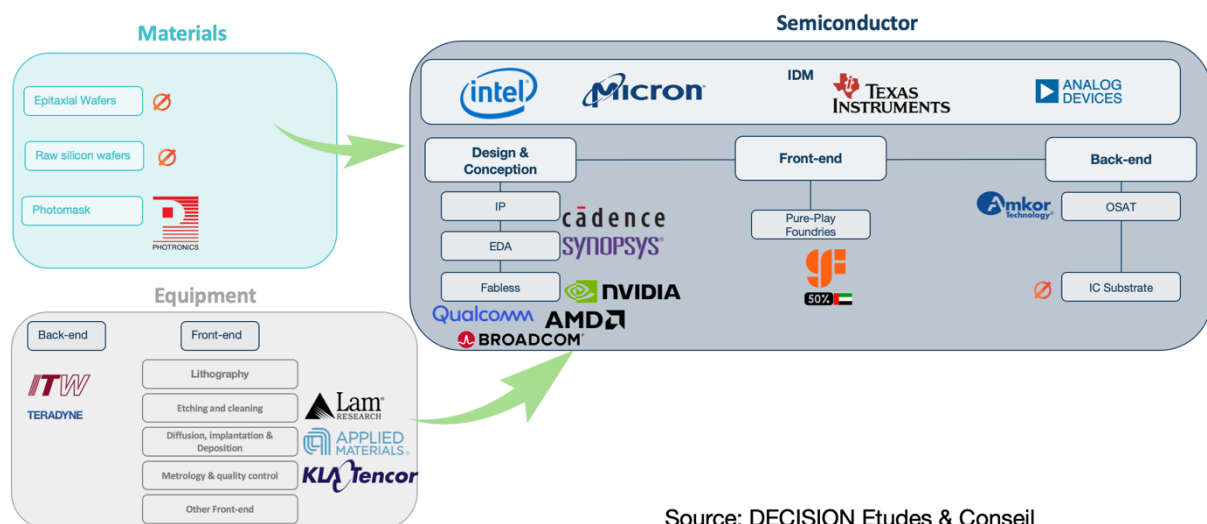 Materials
Epitaxial Wafers
Raw silicon wafers
Photomask
PHOTRONICS
Equipment
Back-end
Front-end
ITW
TERADYNE
Lithography
Etching and cleaning
Lam®
RESEARCH
Diffusion, implantation &
Deposition
APPLIED
MATERIALS®
Metrology & quality control
KLA Tencor
Other Front-end
Semiconductor
IDM
intel®
Micron®
TEXAS
INSTRUMENTS
ANALOG
DEVICES
Design &
Conception
Front-end
Back-end
IP
cādence
EDA
SYNOPSYS®
Fabless
NVIDIA
Qualcomm
AMD
BROADCOM®
Pure-Play
Foundries
GF
50%
Amkor
Technology®
OSAT
IC Substrate
Source: DECISION Etudes & Conseil